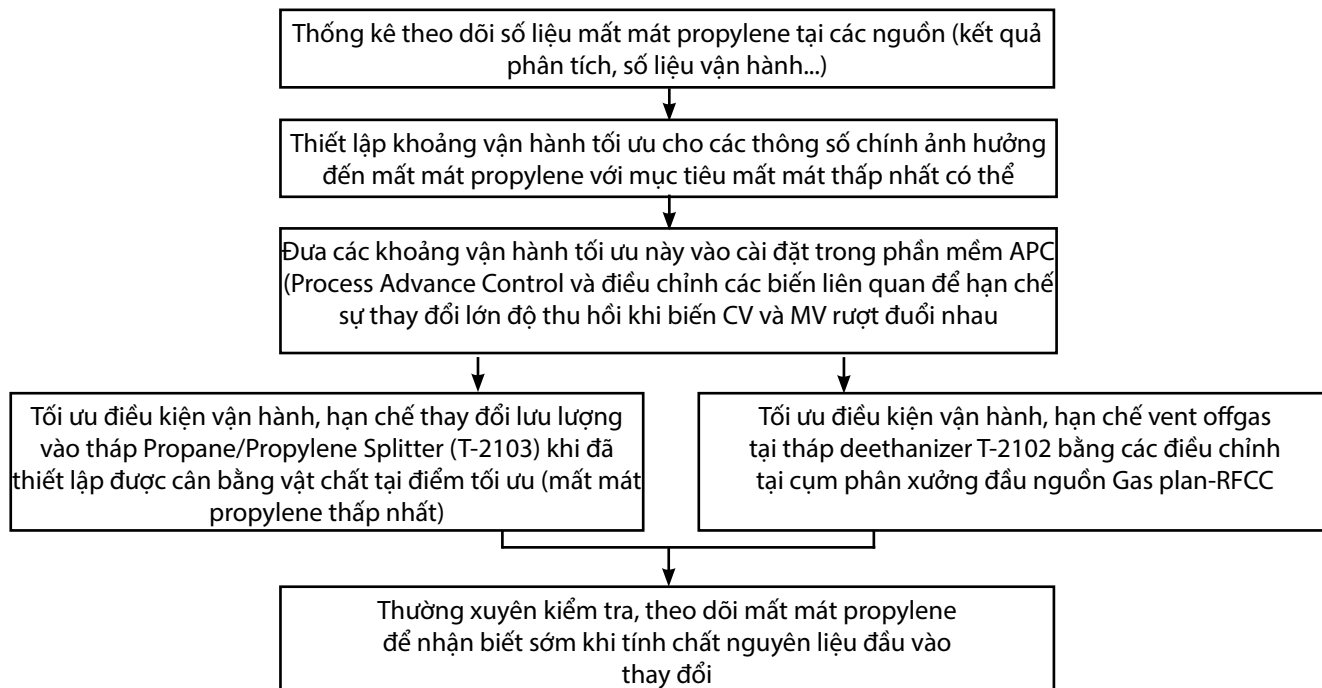 Thống kê theo dõi số liệu mất mát propylene tại các nguồn (kết quả
phân tích, số liệu vận hành...)
Thiết lập khoảng vận hành tối ưu cho các thông số chính ảnh hưởng
đến mất mát propylene với mục tiêu mất mát thấp nhất có thể
Đưa các khoảng vận hành tối ưu này vào cài đặt trong phần mềm APC
(Process Advance Control và điều chỉnh các biến liên quan để hạn chế
sự thay đổi lớn độ thu hồi khi biến CV và MV rượt đuổi nhau
Tối ưu điều kiện vận hành, hạn chế thay đổi lưu lượng
vào tháp Propane/Propylene Splitter (T-2103) khi đã
thiết lập được cân bằng vật chất tại điểm tối ưu (mất mát
propylene thấp nhất)
Tối ưu điều kiện vận hành, hạn chế vent offgas
tại tháp deethanizer T-2102 bằng các điều chỉnh
tại cụm phân xưởng đầu nguồn Gas plan-RFCC
Thường xuyên kiểm tra, theo dõi mất mát propylene
để nhận biết sớm khi tính chất nguyên liệu đầu vào
thay đổi